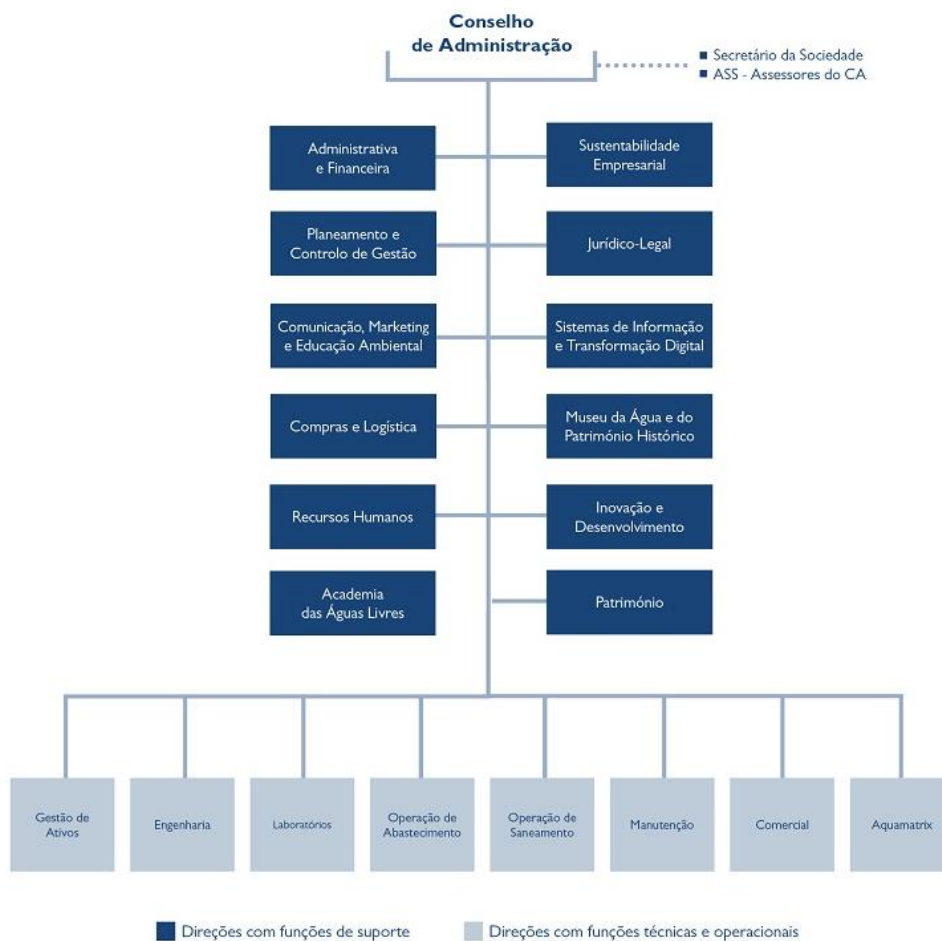 Conselho
de Administração
■ Secretário da Sociedade
■ ASS - Assessores do CA
Administrativa
e Financeira
Sustentabilidade
Empresarial
Planeamento e
Controlo de Gestão
Jurídico-Legal
Comunicação, Marketing
e Educação Ambiental
Sistemas de Informação
e Transformação Digital
Compras e Logística
Museu da Água e do
Património Histórico
Recursos Humanos
Inovação e
Desenvolvimento
Academia
das Águas Livres
Património
Gestão de
Ativos
Engenharia
Laboratórios
Operação de
Abastecimento
Operação de
Saneamento
Manutenção
Comercial
Aquamatrix
Direções com funções de suporte
Direções com funções técnicas e operacionais